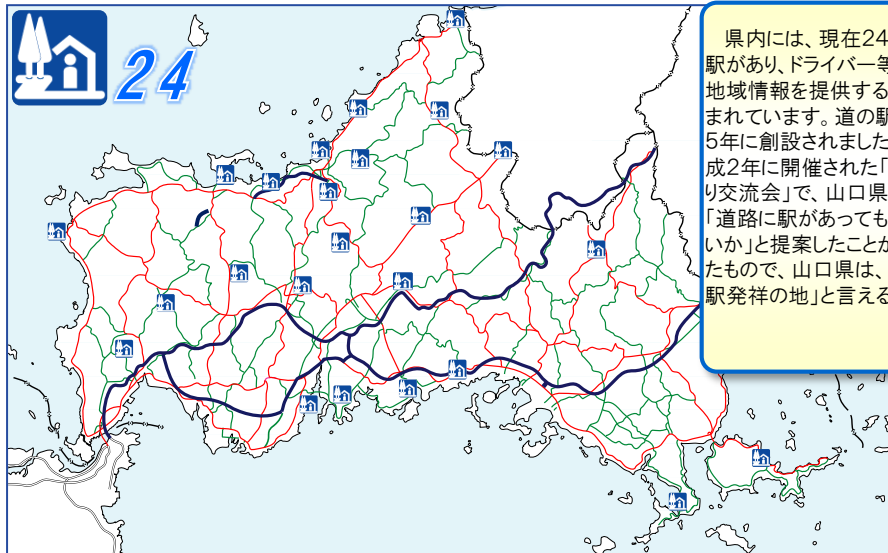 24
県内には、現在24
駅があり、ドライバー等
地域情報を提供する
まれています。道の駅
5年に創設されました
成2年に開催された「
り交流会」で、山口県
「道路に駅があっても
いか」と提案したことが
たもので、山口県は、
駅発祥の地」と言える